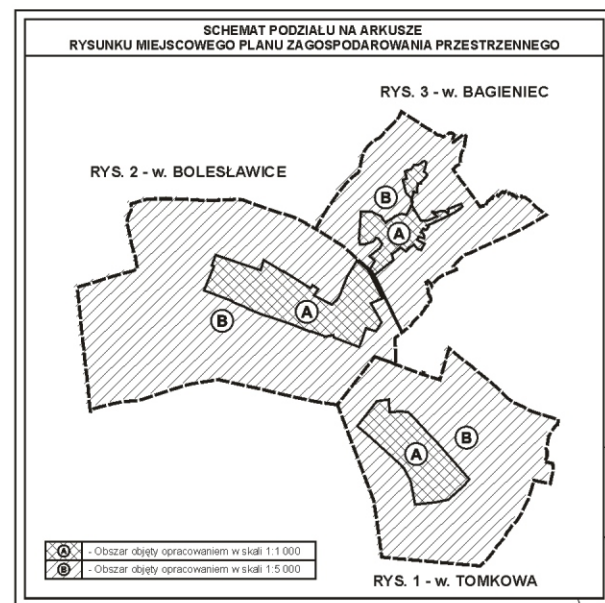 SCHEMAT PODZIAŁU NA ARKUSZE
RYSUNKU MIEJSCOWEGO PLANU ZAGOSPODAROWANIA PRZESTRZENNEGO
RYS. 3 - w. BAGIENIEC
RYS. 2 - w. BOLESŁAWICE
B
A
A
B
B
A
A - Obszar objęty opracowaniem w skali 1:1 000
B - Obszar objęty opracowaniem w skali 1:5 000
RYS. 1 - w. TOMKOWA